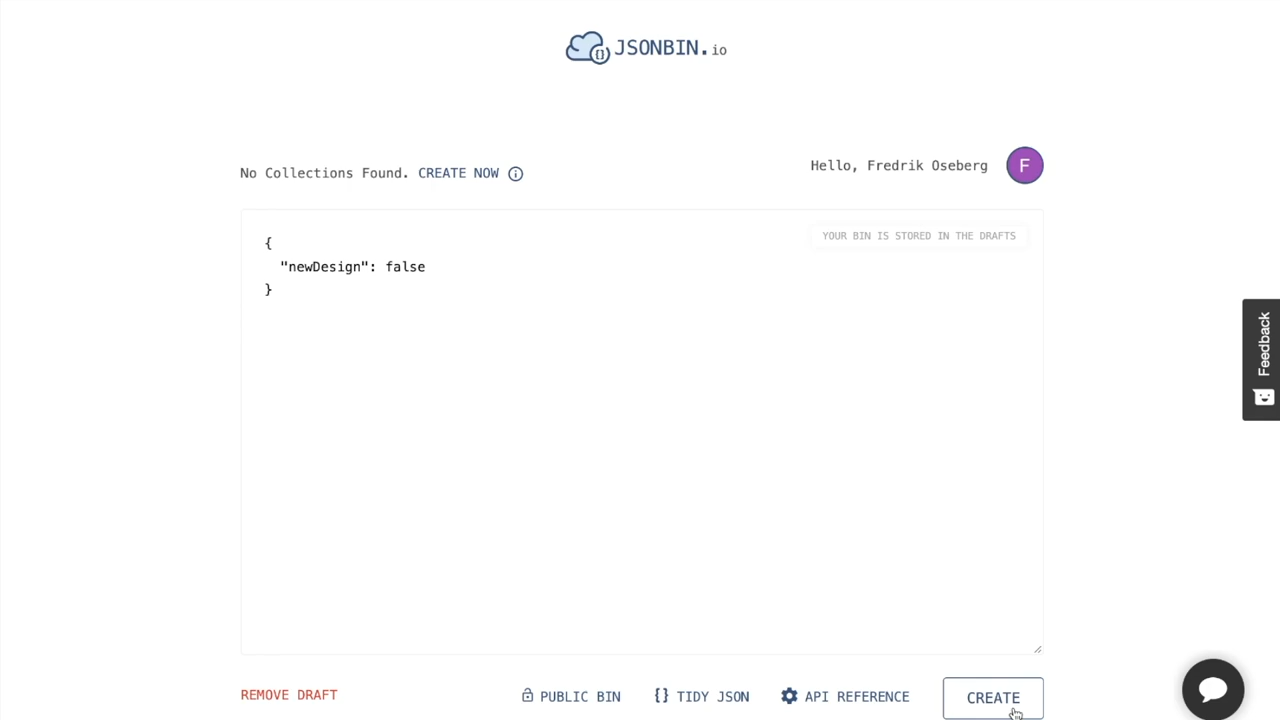 {} JSONBIN.io
No Collections Found. CREATE NOW
Hello, Fredrik Oseberg
F
YOUR BIN IS STORED IN THE DRAFTS
{
"newDesign": false
}
Feedback
REMOVE DRAFT
PUBLIC BIN
{} TIDY JSON
API REFERENCE
CREATE